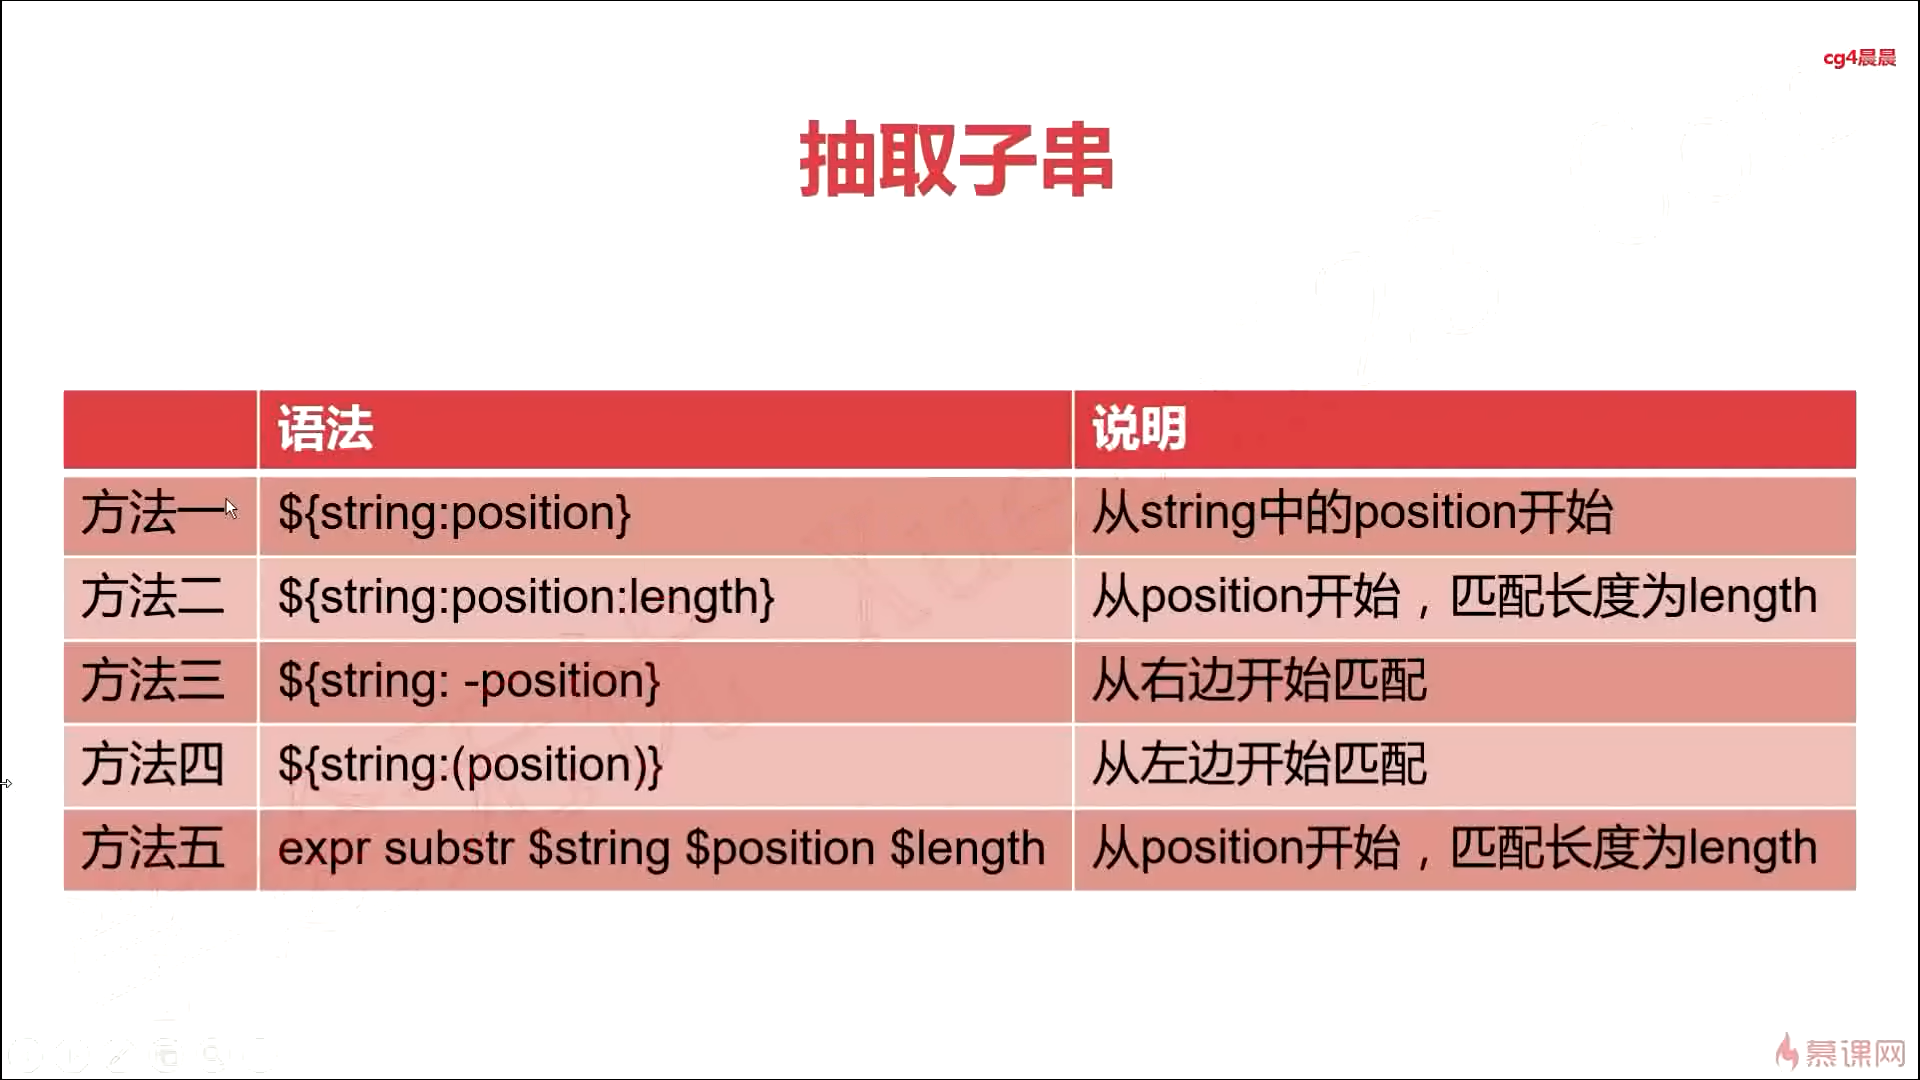 cg4晨晨
抽取子串
语法 说明
方法一 ${string:position} 从string中的position开始
方法二 ${string:position:length} 从position开始，匹配长度为length
方法三 ${string: -position} 从右边开始匹配
方法四 ${string:(position)} 从左边开始匹配
方法五 expr substr $string $position $length 从position开始，匹配长度为length
慕课网